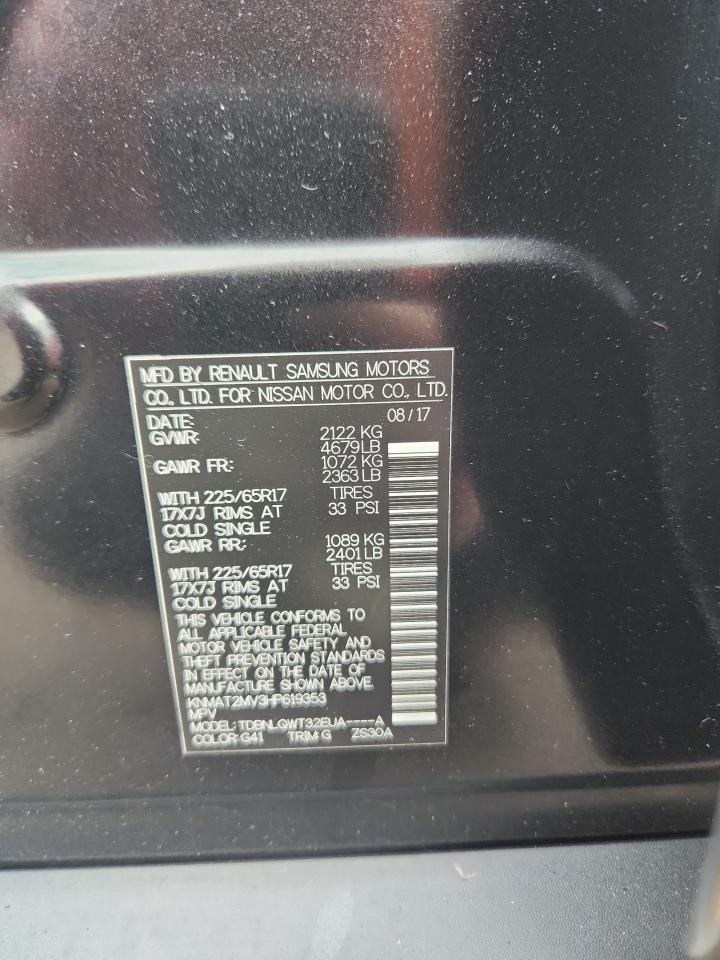 MFD BY RENAULT SAMSUNG MOTORS
CO., LTD. FOR NISSAN MOTOR CO., LTD.
DATE: 08/17
GVWR: 2122 KG
4679 LB
GAWR FR: 1072 KG
2363 LB
WITH 225/65R17 TIRES
17X7J RIMS AT 33 PSI
COLD SINGLE
GAWR RR: 1089 KG
2401 LB
WITH 225/65R17 TIRES
17X7J RIMS AT 33 PSI
COLD SINGLE
THIS VEHICLE CONFORMS TO
ALL APPLICABLE FEDERAL
MOTOR VEHICLE SAFETY AND
THEFT PREVENTION STANDARDS
IN EFFECT ON THE DATE OF
MANUFACTURE SHOWN ABOVE.
KNMAT2MV3HP619353
MPV
MODEL: TDBNLQWT32EUA----A
COLOR: G41 TRIM: G ZS30A